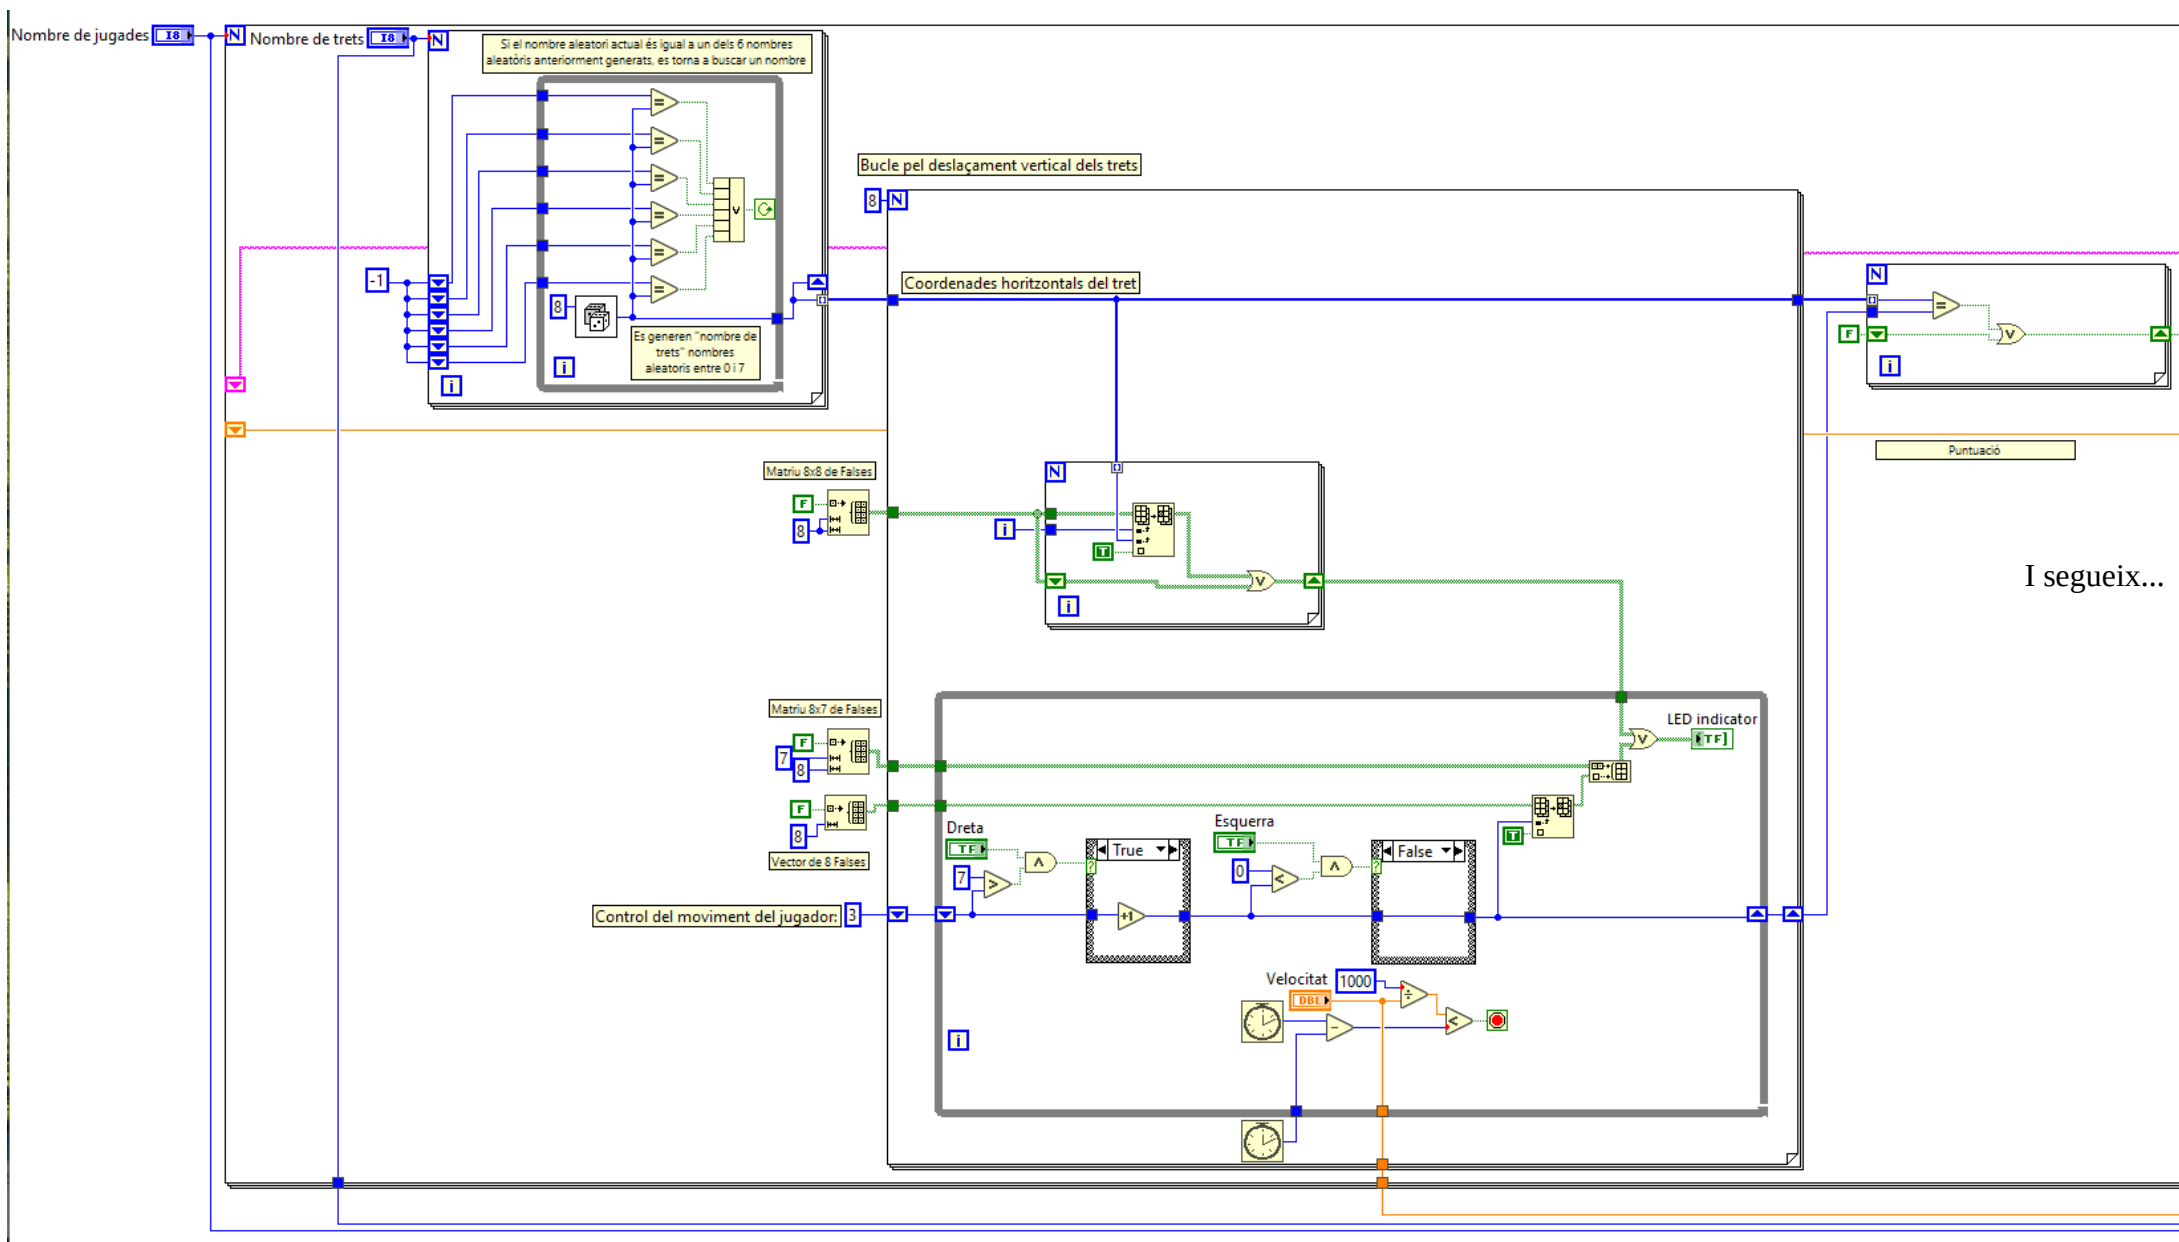 Nombre de jugades
I8
N
Nombre de trets
I8
N
Si el nombre aleatori actual és igual a un dels 6 nombres
aleatòris anteriorment generats, es torna a buscar un nombre
-1
8
Es generen "nombre de
trets" nombres
aleatoris entre 0 i 7
i
i
Bucle pel deslaçament vertical dels trets
8
N
Coordenades horitzontals del tret
N
F
i
Puntuació
Matriu 8x8 de Falses
F
8
N
i
T
i
I segueix...
Matriu 8x7 de Falses
F
7
8
F
8
Vector de 8 Falses
LED indicator
TF
Dreta
TF
7
True
+1
Esquerra
TF
0
False
T
Control del moviment del jugador:
3
Velocitat
1000
DBL
i